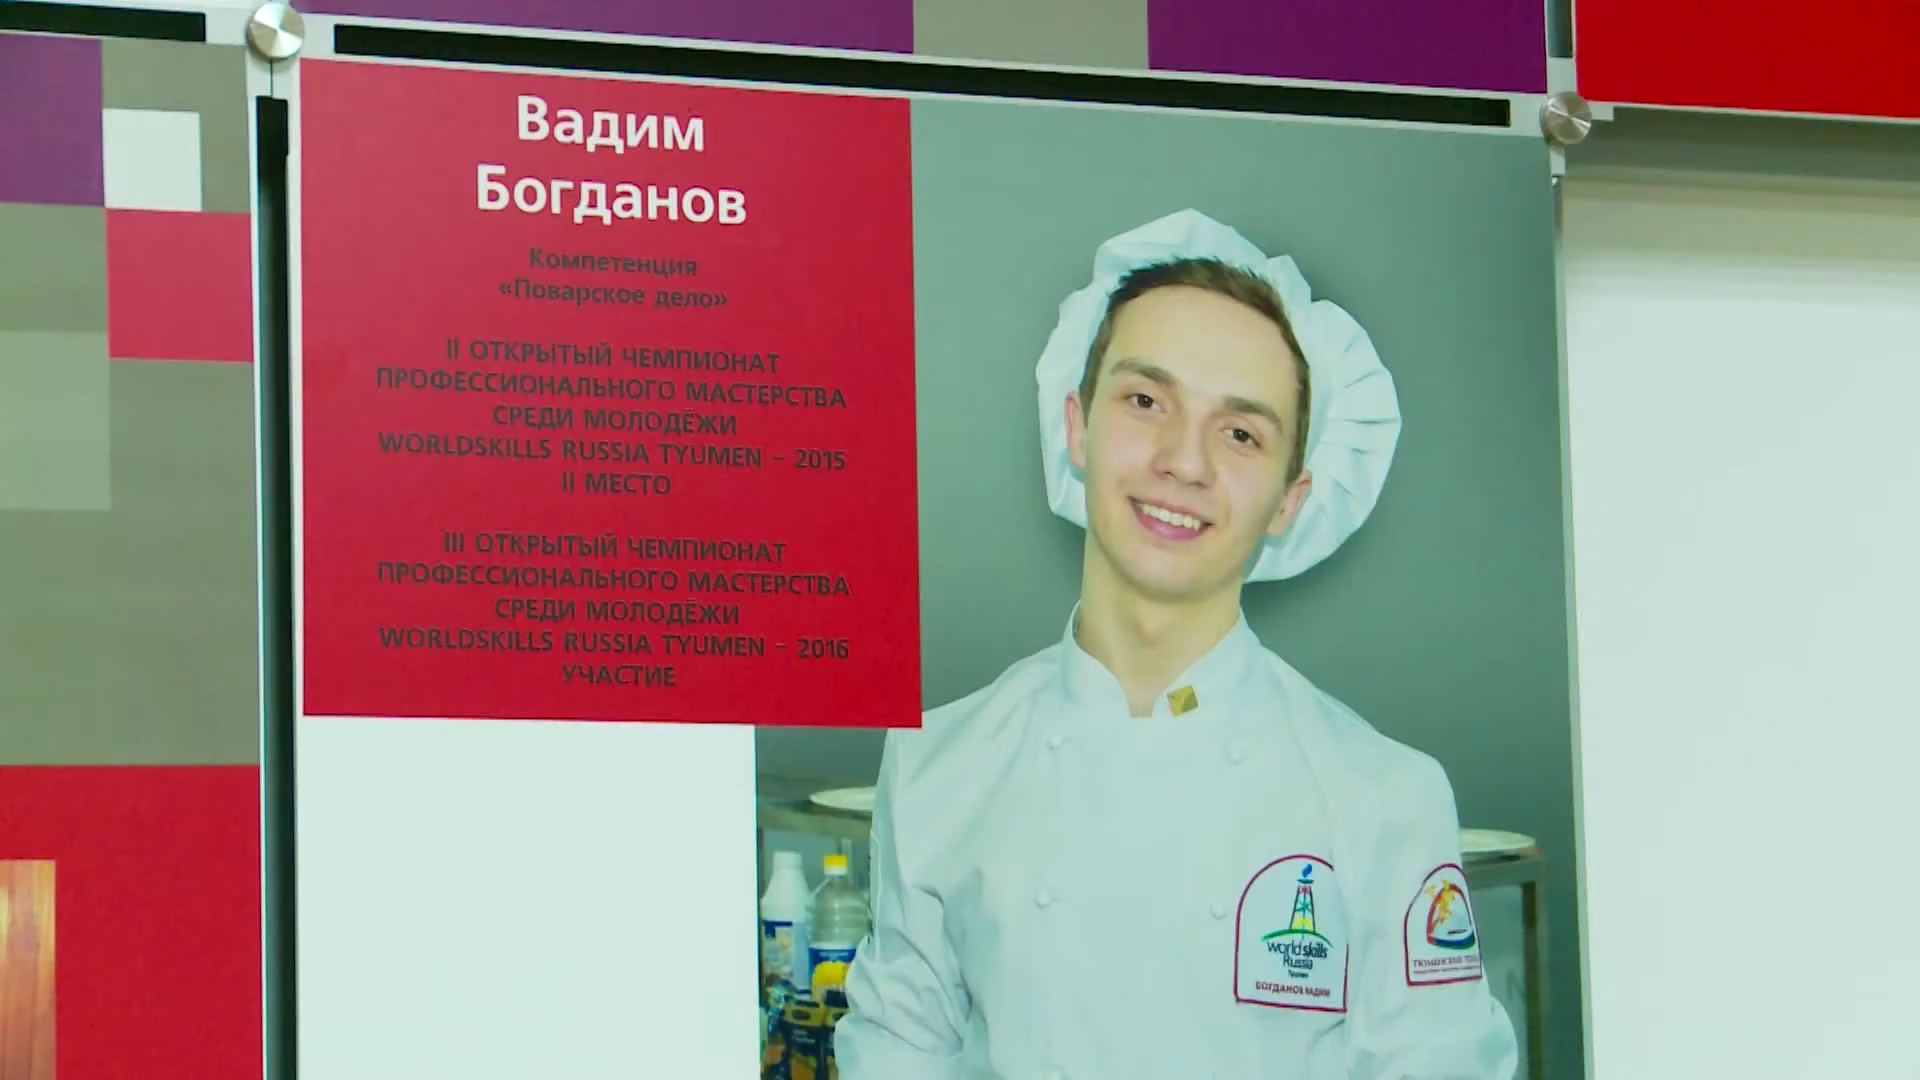 Вадим
Богданов
Компетенция
«Поварское дело»
II ОТКРЫТЫЙ ЧЕМПИОНАТ
ПРОФЕССИОНАЛЬНОГО МАСТЕРСТВА
СРЕДИ МОЛОДЁЖИ
WORLDSKILLS RUSSIA TYUMEN - 2015
II МЕСТО
III ОТКРЫТЫЙ ЧЕМПИОНАТ
ПРОФЕССИОНАЛЬНОГО МАСТЕРСТВА
СРЕДИ МОЛОДЁЖИ
WORLDSKILLS RUSSIA TYUMEN - 2016
УЧАСТИЕ
world skills
Russia
Tyumen
БОГДАНОВ ВАДИМ